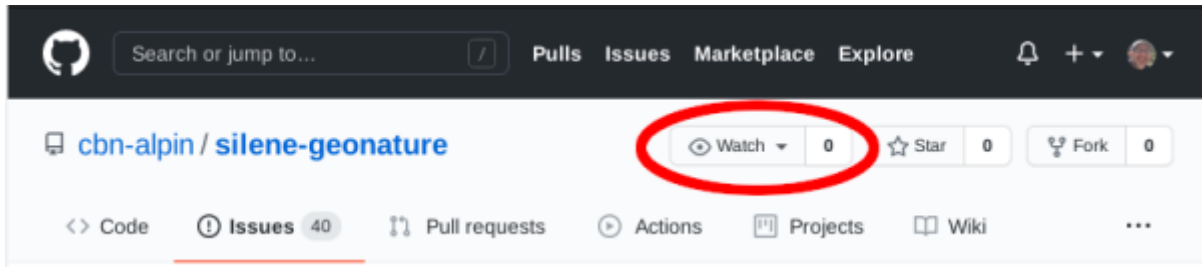 Search or jump to... / Pulls Issues Marketplace Explore
cbn-alpin / silene-geonature Watch 0 Star 0 Fork 0
<> Code Issues 40 Pull requests Actions Projects Wiki ...